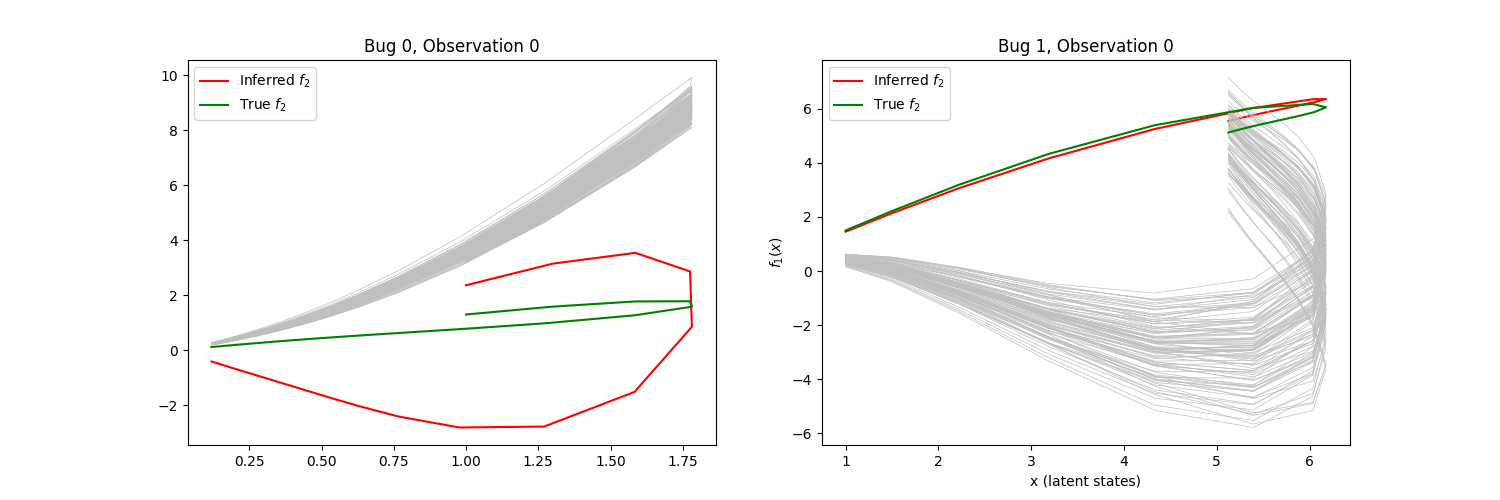 Bug 0, Observation 0
Inferred f₂
True f₂
10
8
6
4
2
0
−2
0.25 0.50 0.75 1.00 1.25 1.50 1.75
Bug 1, Observation 0
Inferred f₂
True f₂
f₁(x)
6
4
2
0
−2
−4
−6
1 2 3 4 5 6
x (latent states)